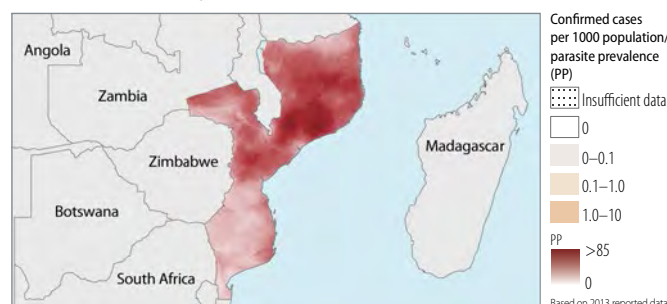 Angola
Zambia
Zimbabwe
Botswana
South Africa
Madagascar
Confirmed cases
per 1000 population/
parasite prevalence
(PP)
Insufficient data
0
0–0.1
0.1–1.0
1.0–10
PP
>85
0
Based on 2013 reported data